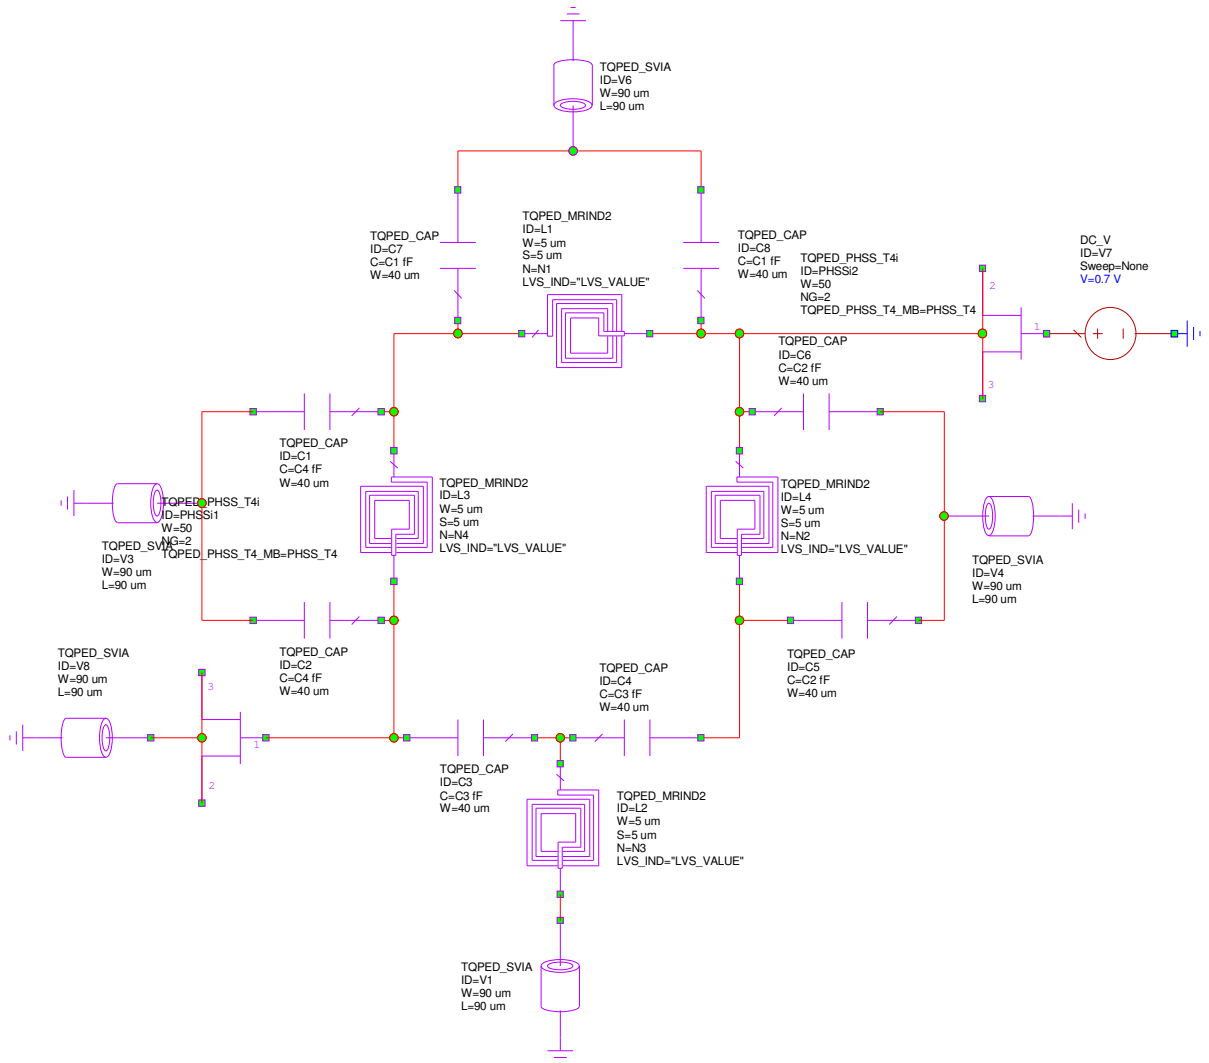 TQPED_SVIA
ID=V6
W=90 um
L=90 um
TQPED_MRIND2
ID=L1
W=5 um
S=5 um
N=N1
LVS_IND="LVS_VALUE"
TQPED_CAP
ID=C7
C=C1 fF
W=40 um
TQPED_CAP
ID=C8
C=C1 fF
W=40 um
TQPED_PHSS_T4i
ID=PHSSi2
W=50
NG=2
TQPED_PHSS_T4_MB=PHSS_T4
DC_V
ID=V7
Sweep=None
V=0.7 V
2
1
3
TQPED_CAP
ID=C6
C=C2 fF
W=40 um
TQPED_CAP
ID=C1
C=C4 fF
W=40 um
TQPED_PHSS_T4i
ID=PHSSi1
W=50
NG=2
TQPED_PHSS_T4_MB=PHSS_T4
TQPED_SVIA
ID=V3
W=90 um
L=90 um
TQPED_MRIND2
ID=L3
W=5 um
S=5 um
N=N4
LVS_IND="LVS_VALUE"
TQPED_MRIND2
ID=L4
W=5 um
S=5 um
N=N2
LVS_IND="LVS_VALUE"
TQPED_SVIA
ID=V4
W=90 um
L=90 um
TQPED_SVIA
ID=V8
W=90 um
L=90 um
TQPED_CAP
ID=C2
C=C4 fF
W=40 um
TQPED_CAP
ID=C4
C=C3 fF
W=40 um
TQPED_CAP
ID=C5
C=C2 fF
W=40 um
3
1
2
TQPED_CAP
ID=C3
C=C3 fF
W=40 um
TQPED_MRIND2
ID=L2
W=5 um
S=5 um
N=N3
LVS_IND="LVS_VALUE"
TQPED_SVIA
ID=V1
W=90 um
L=90 um